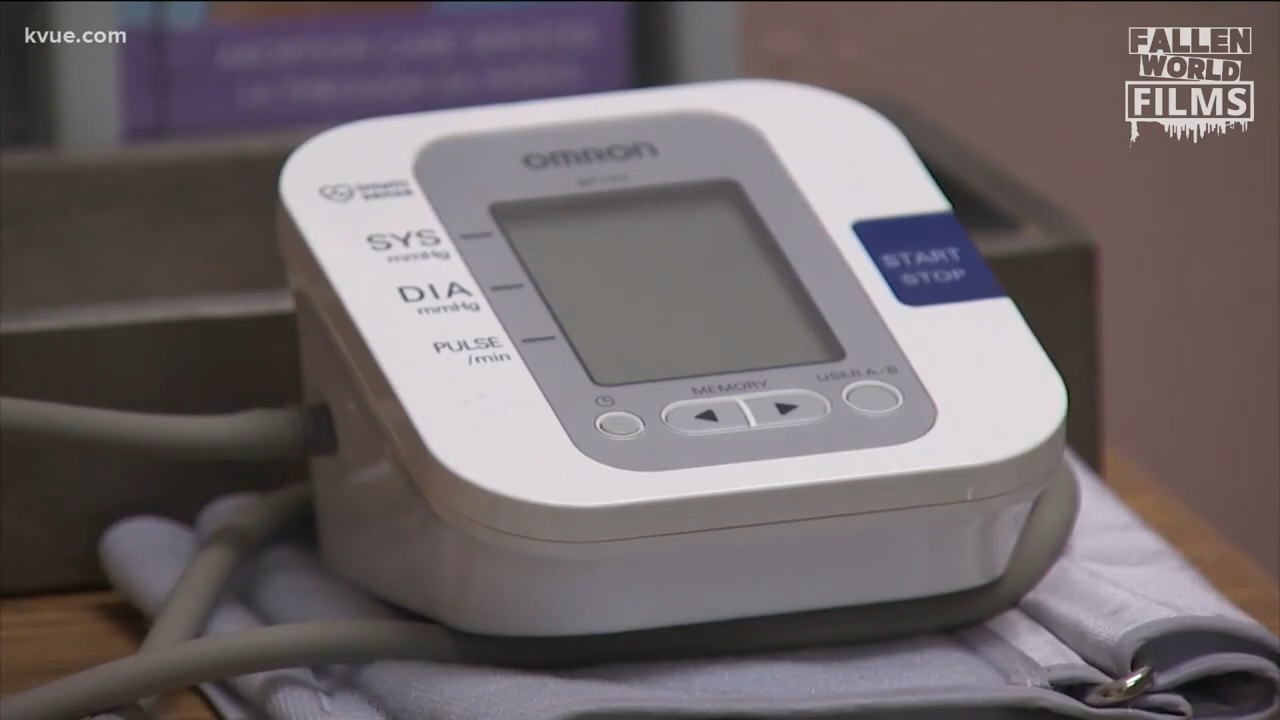 kvue.com
FALLEN
WORLD
FILMS
OMRON
SYS
mmHg
DIA
mmHg
PULSE
/min
START
STOP
MEMORY
USER A/B